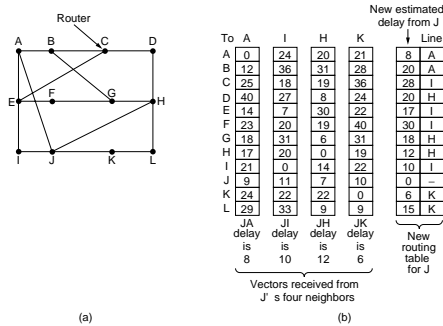 Router
A B C D
E F G H
I J K L
(a)
New estimated
delay from J
To A I H K Line
A 0 24 20 21 8 A
B 12 36 31 28 20 A
C 25 18 19 36 28 I
D 40 27 8 24 20 H
E 14 7 30 22 17 I
F 23 20 19 40 30 I
G 18 31 6 31 18 H
H 17 20 0 19 12 H
I 21 0 14 22 10 I
J 9 11 7 10 0 –
K 24 22 22 0 6 K
L 29 33 9 9 15 K
JA delay is 8
JI delay is 10
JH delay is 12
JK delay is 6
New
routing
table
for J
Vectors received from
J' s four neighbors
(b)